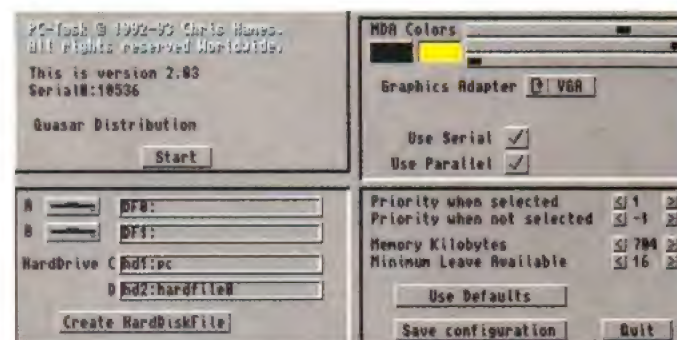 PC-Task © 1992-93 Chris Hames.
All rights reserved Worldwide.
This is version 2.03
Serial#:10536
Quasar Distribution
Start
MDA Colors
Graphics Adapter VGA
Use Serial
Use Parallel
A DF0:
B DF1:
HardDrive C hd1:pc
D hd2:hardfile0
Create HardDiskFile
Priority when selected < 1 >
Priority when not selected < -1 >
Memory Kilobytes < 704 >
Minimum Leave Available < 16 >
Use Defaults
Save configuration
Quit